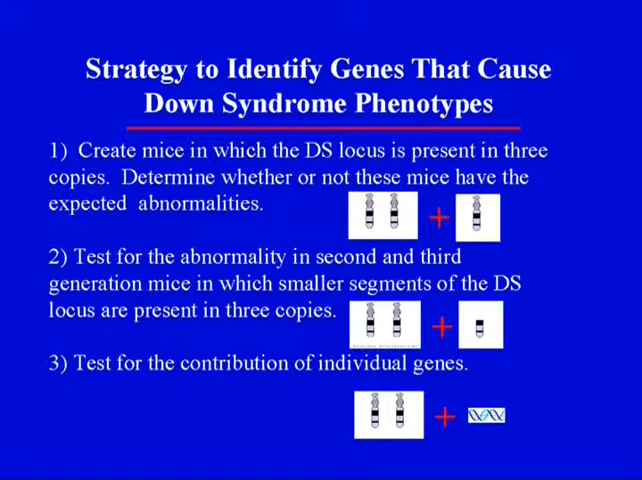 Strategy to Identify Genes That Cause
Down Syndrome Phenotypes
1) Create mice in which the DS locus is present in three
copies. Determine whether or not these mice have the
expected abnormalities.
+
2) Test for the abnormality in second and third
generation mice in which smaller segments of the DS
locus are present in three copies.
+
3) Test for the contribution of individual genes.
+